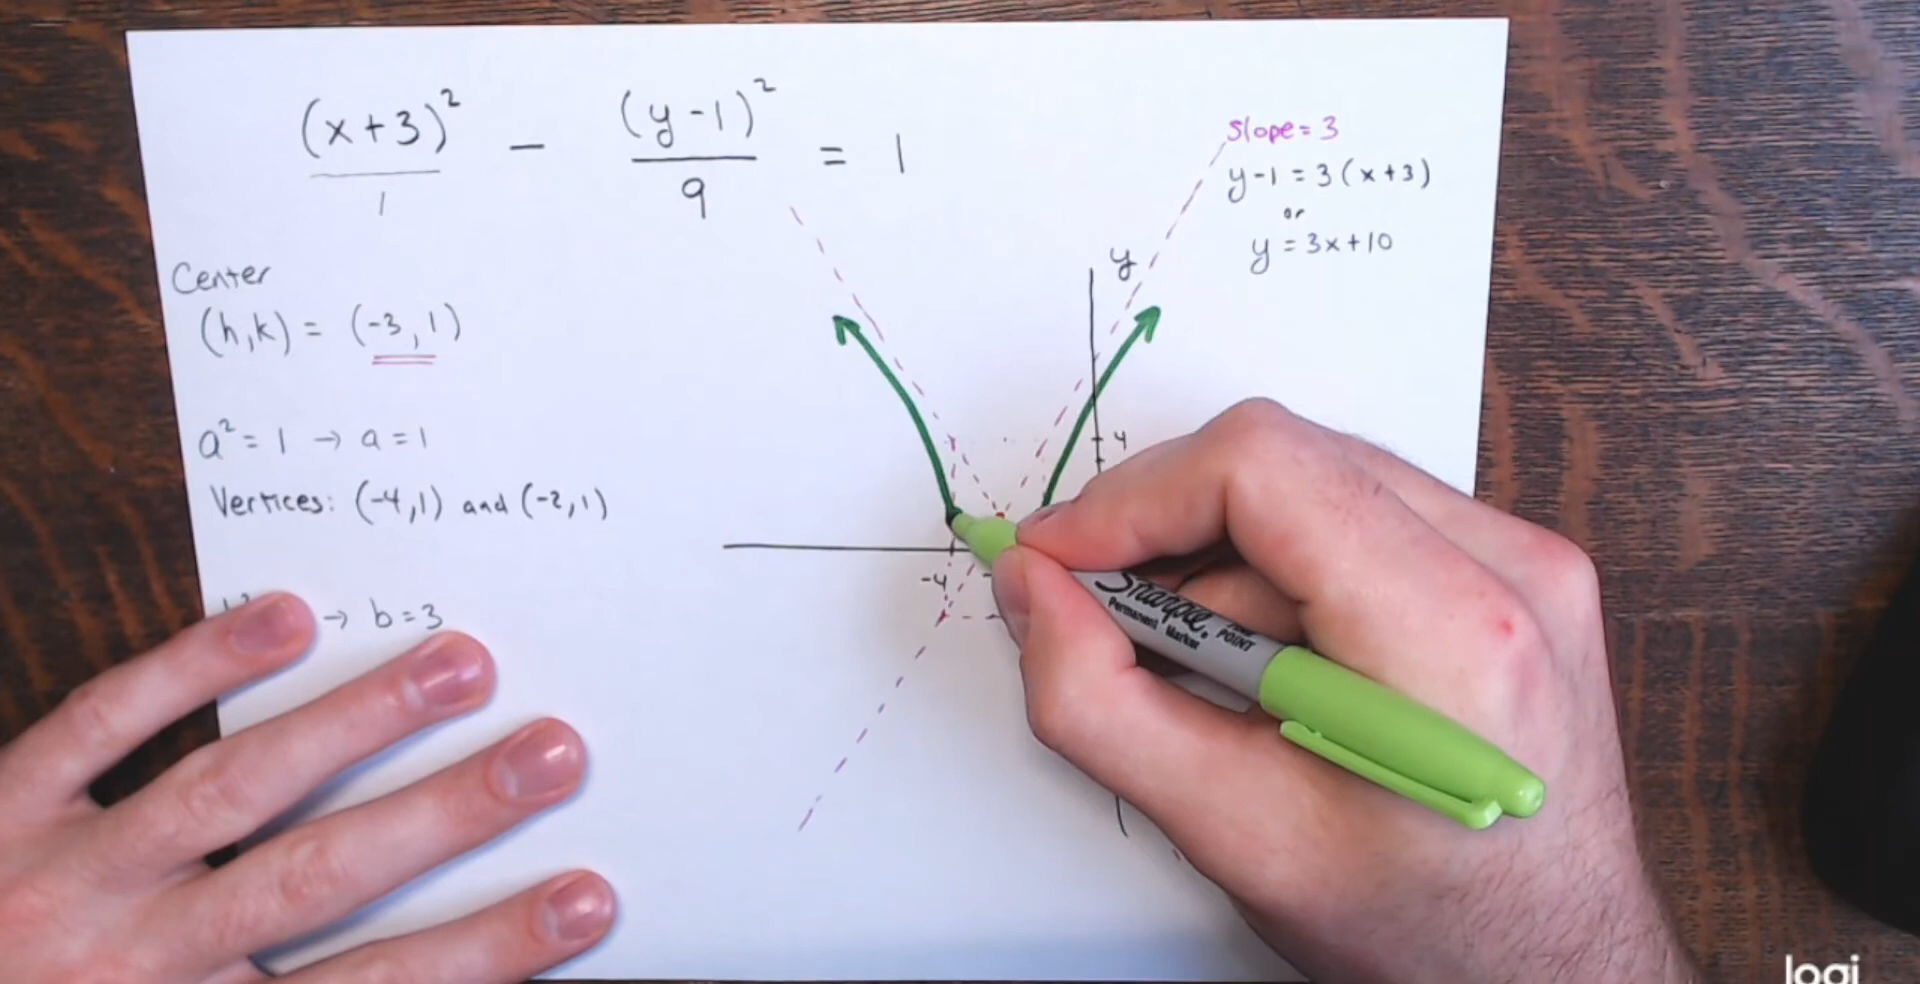 (x+3)² / 1 - (y-1)² / 9 = 1
Center
(h,k) = (-3,1)
a² = 1 → a = 1
Vertices: (-4,1) and (-2,1)
→ b = 3
slope = 3
y-1 = 3(x+3)
or
y = 3x+10
y
4
-4
Sharpie.
Permanent Marker
FINE POINT
logi